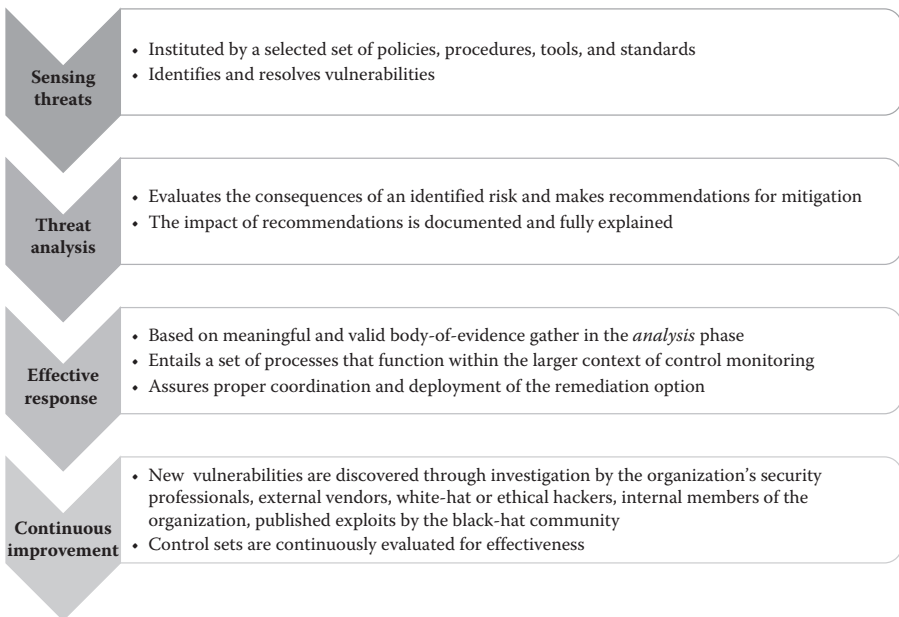 Sensing
threats
• Instituted by a selected set of policies, procedures, tools, and standards
• Identifies and resolves vulnerabilities
Threat
analysis
• Evaluates the consequences of an identified risk and makes recommendations for mitigation
• The impact of recommendations is documented and fully explained
Effective
response
• Based on meaningful and valid body-of-evidence gather in the analysis phase
• Entails a set of processes that function within the larger context of control monitoring
• Assures proper coordination and deployment of the remediation option
Continuous
improvement
• New vulnerabilities are discovered through investigation by the organization's security
professionals, external vendors, white-hat or ethical hackers, internal members of the
organization, published exploits by the black-hat community
• Control sets are continuously evaluated for effectiveness